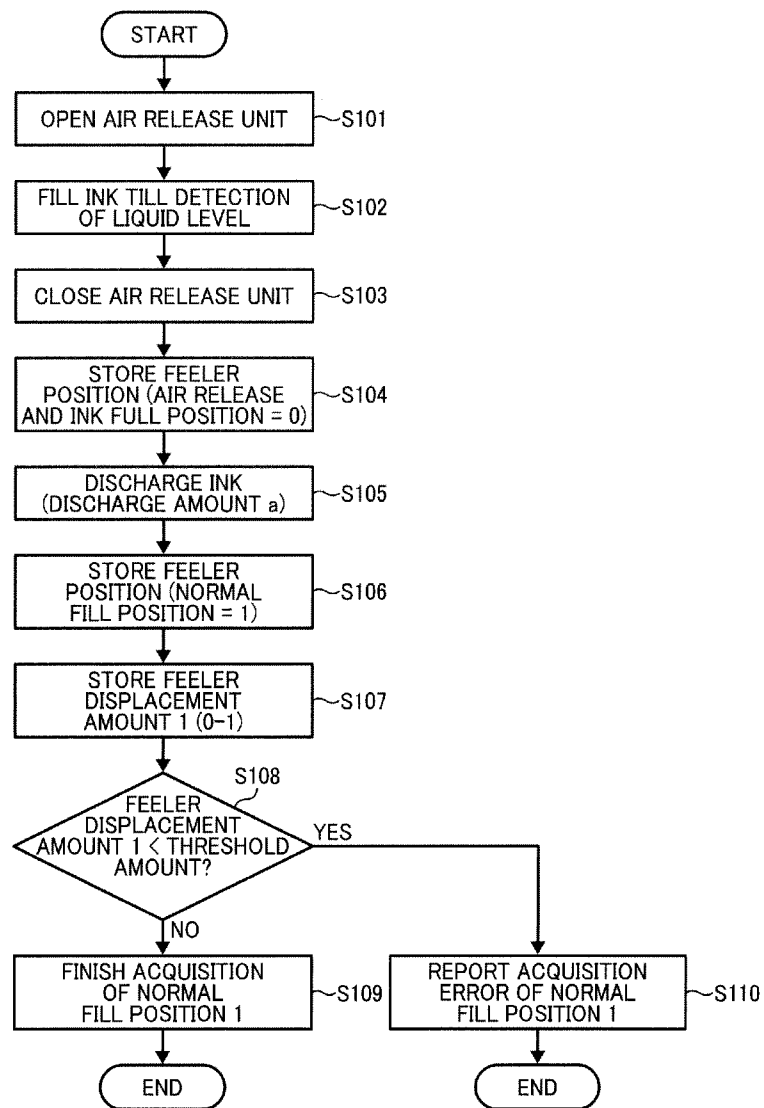 START
OPEN AIR RELEASE UNIT
S101
FILL INK TILL DETECTION
OF LIQUID LEVEL
S102
CLOSE AIR RELEASE UNIT
S103
STORE FEELER
POSITION (AIR RELEASE
AND INK FULL POSITION = 0)
S104
DISCHARGE INK
(DISCHARGE AMOUNT a)
S105
STORE FEELER
POSITION (NORMAL
FILL POSITION = 1)
S106
STORE FEELER
DISPLACEMENT
AMOUNT 1 (0-1)
S107
S108
FEELER
DISPLACEMENT
AMOUNT 1 < THRESHOLD
AMOUNT?
YES
NO
FINISH ACQUISITION
OF NORMAL
FILL POSITION 1
S109
REPORT ACQUISITION
ERROR OF NORMAL
FILL POSITION 1
S110
END
END